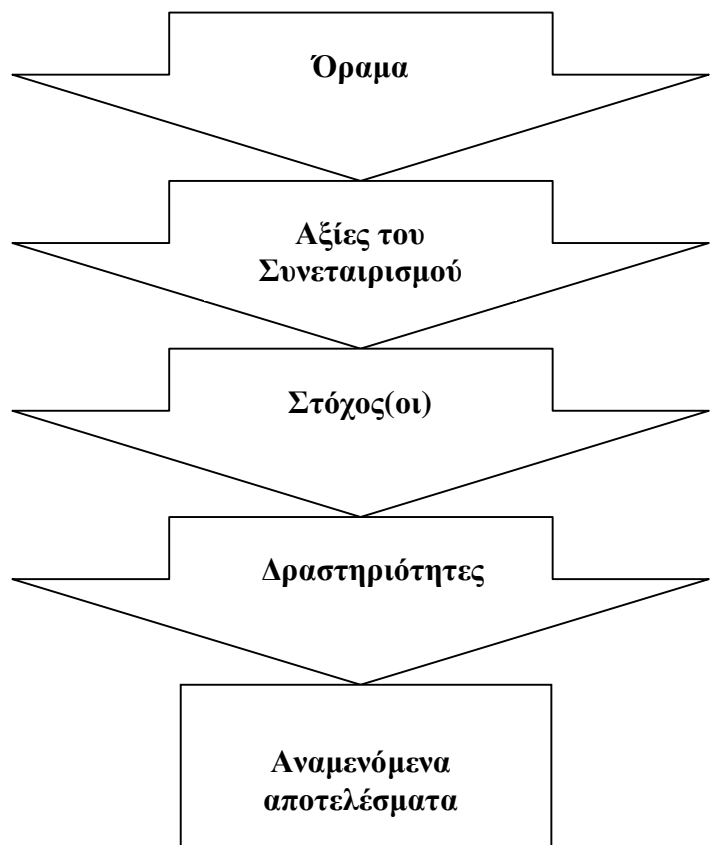 Όραμα
Αξίες του
Συνεταιρισμού
Στόχος(οι)
Δραστηριότητες
Αναμενόμενα
αποτελέσματα